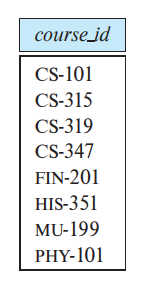 course_id
CS-101
CS-315
CS-319
CS-347
FIN-201
HIS-351
MU-199
PHY-101